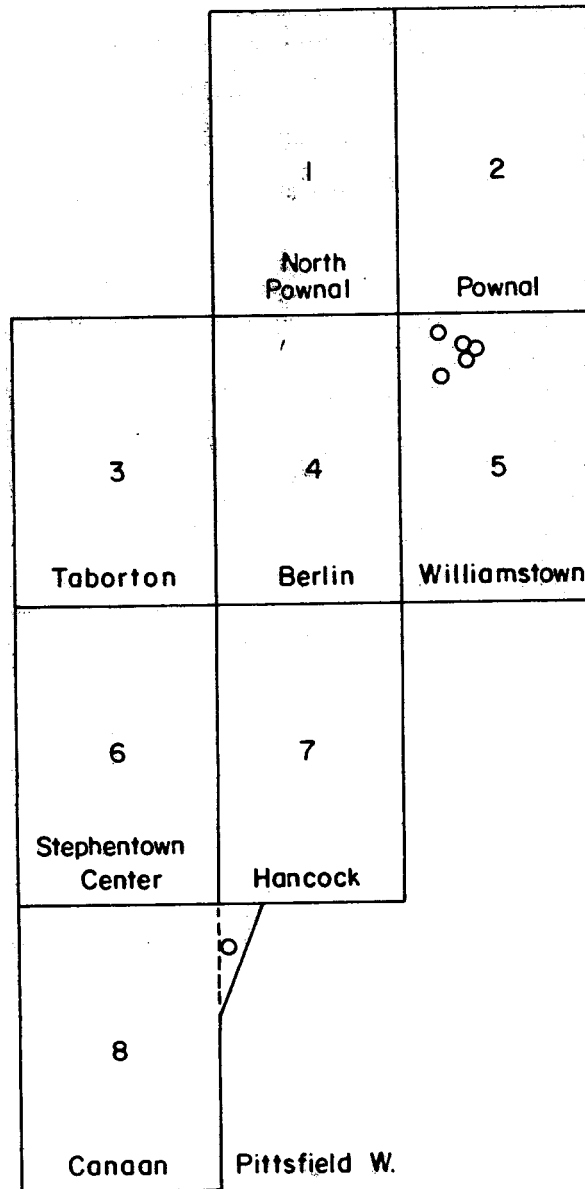 1
2
North
Pownal
Pownal
3
4
5
Taborton
Berlin
Williamstown
6
7
Stephentown
Center
Hancock
8
Canaan
Pittsfield W.